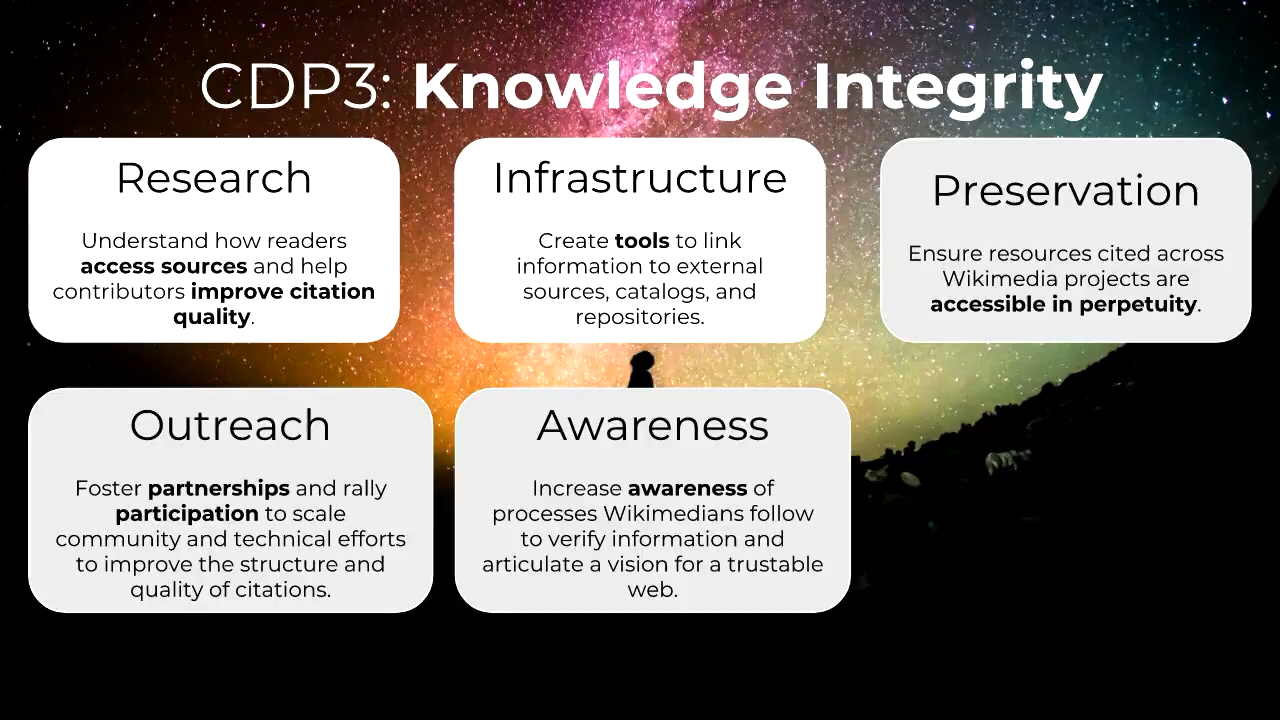 CDP3: Knowledge Integrity
Research
Understand how readers
access sources and help
contributors improve citation
quality.
Infrastructure
Create tools to link
information to external
sources, catalogs, and
repositories.
Preservation
Ensure resources cited across
Wikimedia projects are
accessible in perpetuity.
Outreach
Foster partnerships and rally
participation to scale
community and technical efforts
to improve the structure and
quality of citations.
Awareness
Increase awareness of
processes Wikimedians follow
to verify information and
articulate a vision for a trustable
web.